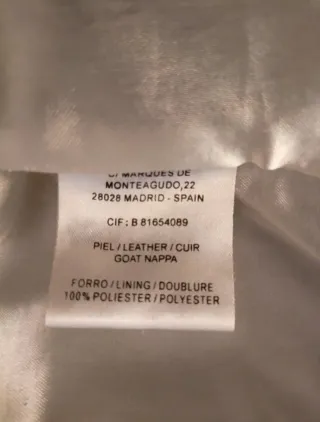 C/ MARQUES DE
MONTEAGUDO,22
28028 MADRID - SPAIN
CIF: B 81654089
PIEL / LEATHER / CUIR
GOAT NAPPA
FORRO / LINING / DOUBLURE
100% POLIESTER / POLYESTER